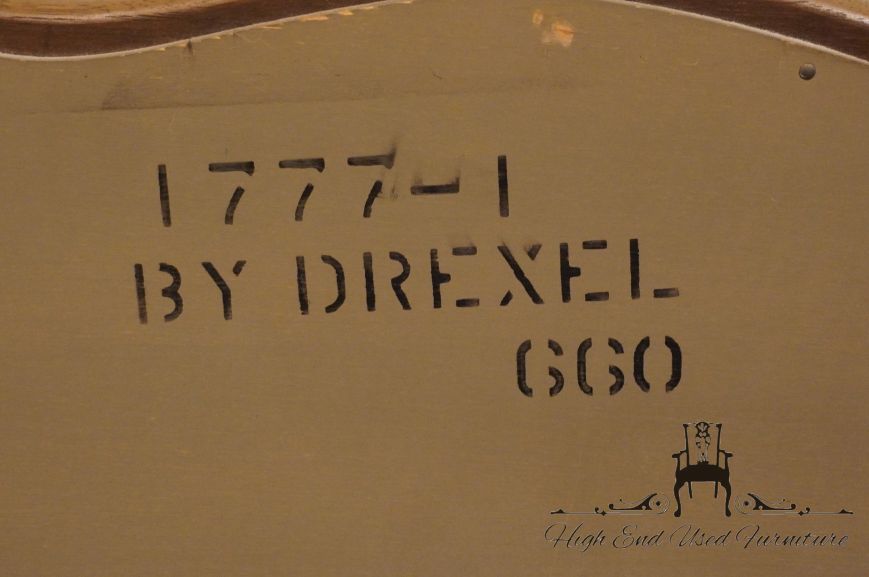 1777-1
BY DREXEL
660
High End Used Furniture